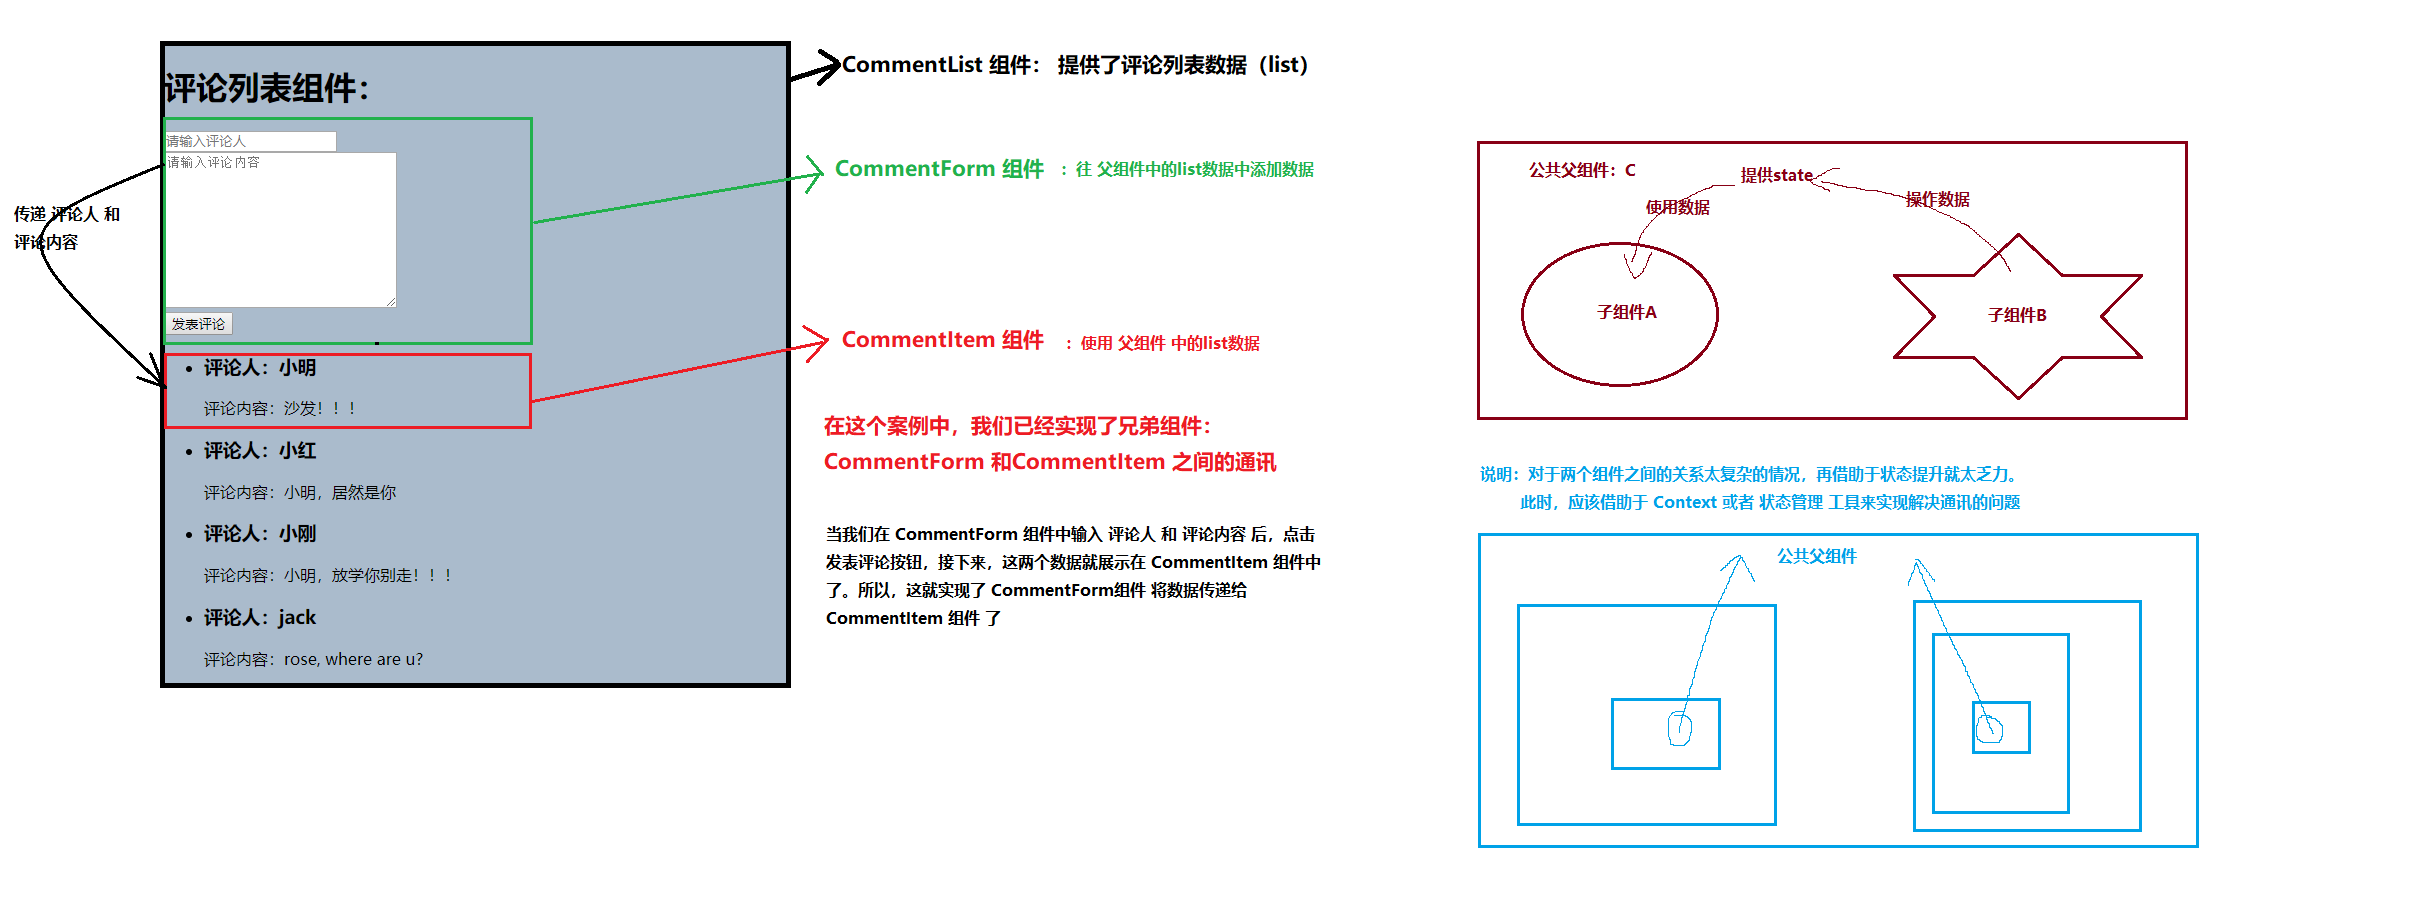 评论列表组件：
请输入评论人
请输入评论内容
发表评论
传递 评论人 和
评论内容
评论人：小明
评论内容：沙发！！！
评论人：小红
评论内容：小明，居然是你
评论人：小刚
评论内容：小明，放学你别走！！！
评论人：jack
评论内容：rose, where are u?
CommentList 组件： 提供了评论列表数据（list）
CommentForm 组件 ：往 父组件中的list数据中添加数据
CommentItem 组件 ：使用 父组件 中的list数据
在这个案例中，我们已经实现了兄弟组件：
CommentForm 和CommentItem 之间的通讯
当我们在 CommentForm 组件中输入 评论人 和 评论内容 后，点击
发表评论按钮，接下来，这两个数据就展示在 CommentItem 组件中
了。所以，这就实现了 CommentForm组件 将数据传递给
CommentItem 组件 了
公共父组件：C
提供state
使用数据
操作数据
子组件A
子组件B
说明：对于两个组件之间的关系太复杂的情况，再借助于状态提升就太乏力。
此时，应该借助于 Context 或者 状态管理 工具来实现解决通讯的问题
公共父组件